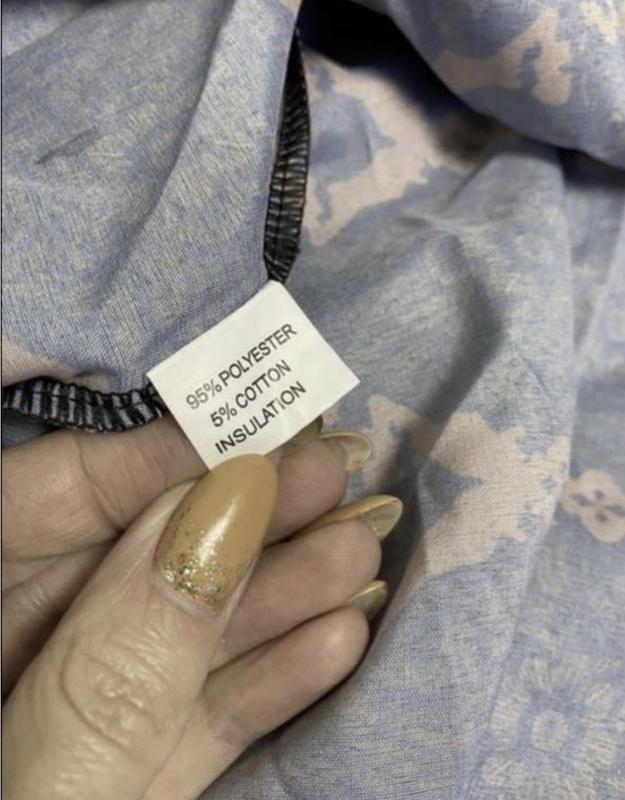 95% POLYESTER
5% COTTON
INSULATION